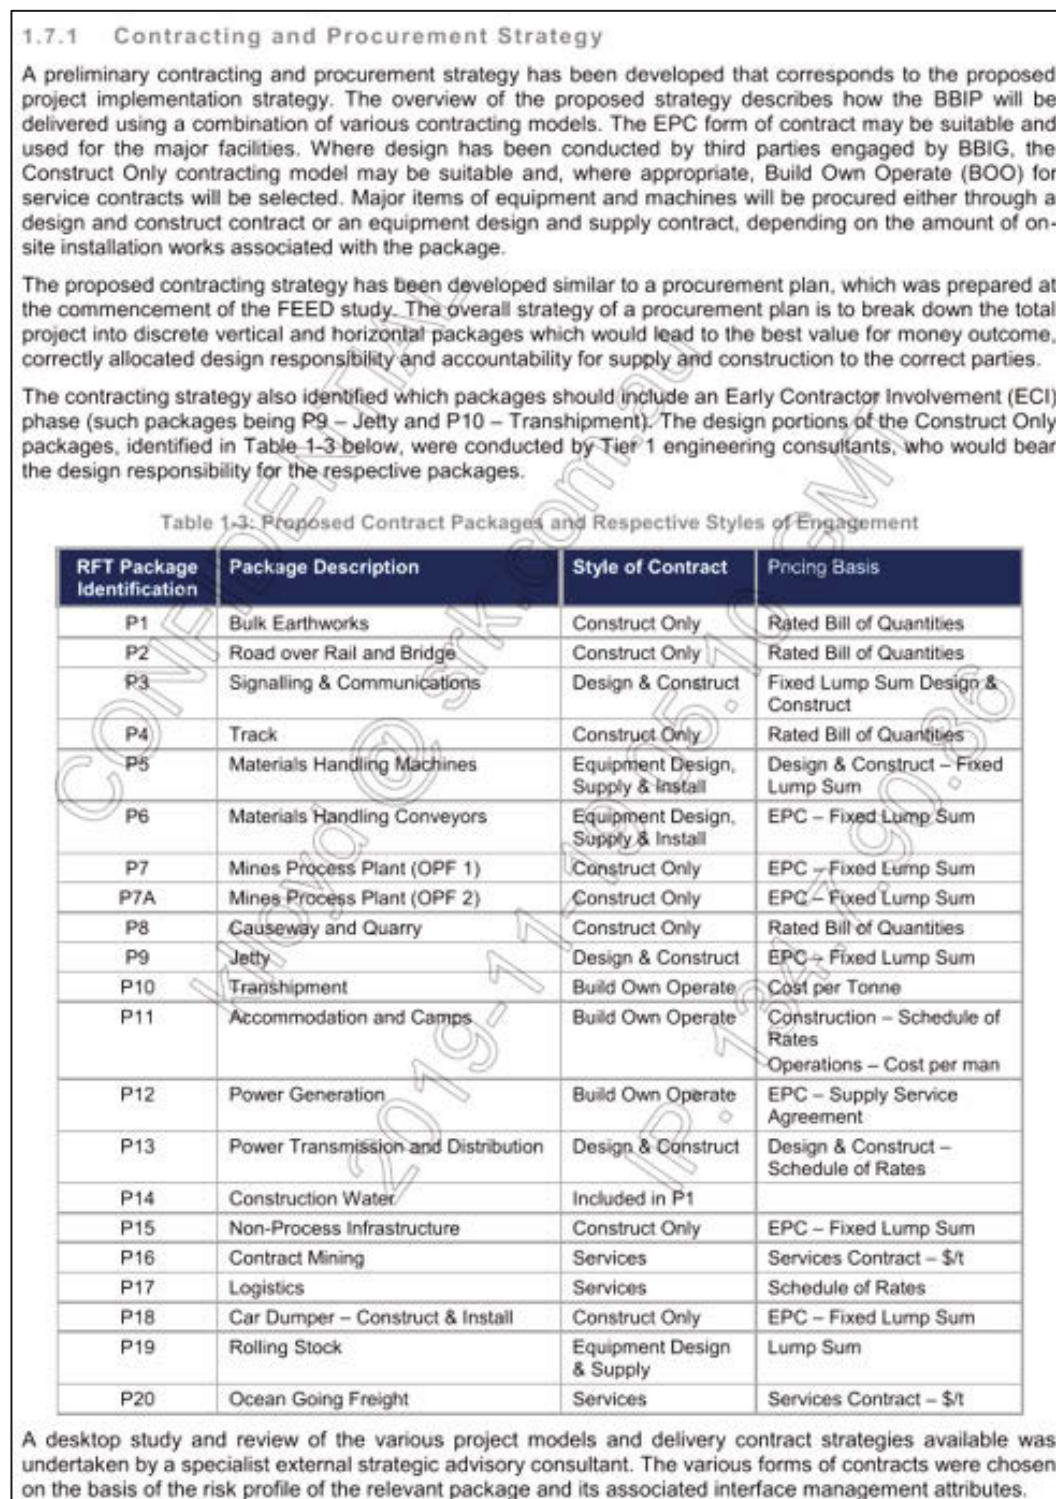 1.7.1 Contracting and Procurement Strategy
A preliminary contracting and procurement strategy has been developed that corresponds to the proposed
project implementation strategy. The overview of the proposed strategy describes how the BBIP will be
delivered using a combination of various contracting models. The EPC form of contract may be suitable and
used for the major facilities. Where design has been conducted by third parties engaged by BBIG, the
Construct Only contracting model may be suitable and, where appropriate, Build Own Operate (BOO) for
service contracts will be selected. Major items of equipment and machines will be procured either through a
design and construct contract or an equipment design and supply contract, depending on the amount of on-
site installation works associated with the package.
The proposed contracting strategy has been developed similar to a procurement plan, which was prepared at
the commencement of the FEED study. The overall strategy of a procurement plan is to break down the total
project into discrete vertical and horizontal packages which would lead to the best value for money outcome,
correctly allocated design responsibility and accountability for supply and construction to the correct parties.
The contracting strategy also identified which packages should include an Early Contractor Involvement (ECI)
phase (such packages being P9 – Jetty and P10 – Transhipment). The design portions of the Construct Only
packages, identified in Table 1-3 below, were conducted by Tier 1 engineering consultants, who would bear
the design responsibility for the respective packages.
Table 1-3: Proposed Contract Packages and Respective Styles of Engagement
RFT Package Identification Package Description Style of Contract Pricing Basis
P1 Bulk Earthworks Construct Only Rated Bill of Quantities
P2 Road over Rail and Bridge Construct Only Rated Bill of Quantities
P3 Signalling & Communications Design & Construct Fixed Lump Sum Design & Construct
P4 Track Construct Only Rated Bill of Quantities
P5 Materials Handling Machines Equipment Design, Supply & Install Design & Construct – Fixed Lump Sum
P6 Materials Handling Conveyors Equipment Design, Supply & Install EPC – Fixed Lump Sum
P7 Mines Process Plant (OPF 1) Construct Only EPC – Fixed Lump Sum
P7A Mines Process Plant (OPF 2) Construct Only EPC – Fixed Lump Sum
P8 Causeway and Quarry Construct Only Rated Bill of Quantities
P9 Jetty Design & Construct EPC – Fixed Lump Sum
P10 Transhipment Build Own Operate Cost per Tonne
P11 Accommodation and Camps Build Own Operate Construction – Schedule of Rates
Operations – Cost per man
P12 Power Generation Build Own Operate EPC – Supply Service Agreement
P13 Power Transmission and Distribution Design & Construct Design & Construct – Schedule of Rates
P14 Construction Water Included in P1
P15 Non-Process Infrastructure Construct Only EPC – Fixed Lump Sum
P16 Contract Mining Services Services Contract – $/t
P17 Logistics Services Schedule of Rates
P18 Car Dumper – Construct & Install Construct Only EPC – Fixed Lump Sum
P19 Rolling Stock Equipment Design & Supply Lump Sum
P20 Ocean Going Freight Services Services Contract – $/t
A desktop study and review of the various project models and delivery contract strategies available was
undertaken by a specialist external strategic advisory consultant. The various forms of contracts were chosen
on the basis of the risk profile of the relevant package and its associated interface management attributes.
CONFIDENTIAL